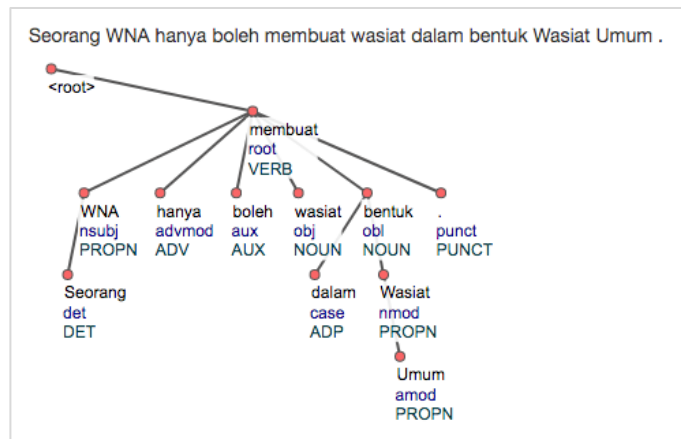 Seorang WNA hanya boleh membuat wasiat dalam bentuk Wasiat Umum .
<root>
membuat
root
VERB
WNA hanya boleh wasiat bentuk .
nsubj advmod aux obj obl punct
PROPN ADV AUX NOUN NOUN PUNCT
Seorang dalam Wasiat
det case nmod
DET ADP PROPN
Umum
amod
PROPN